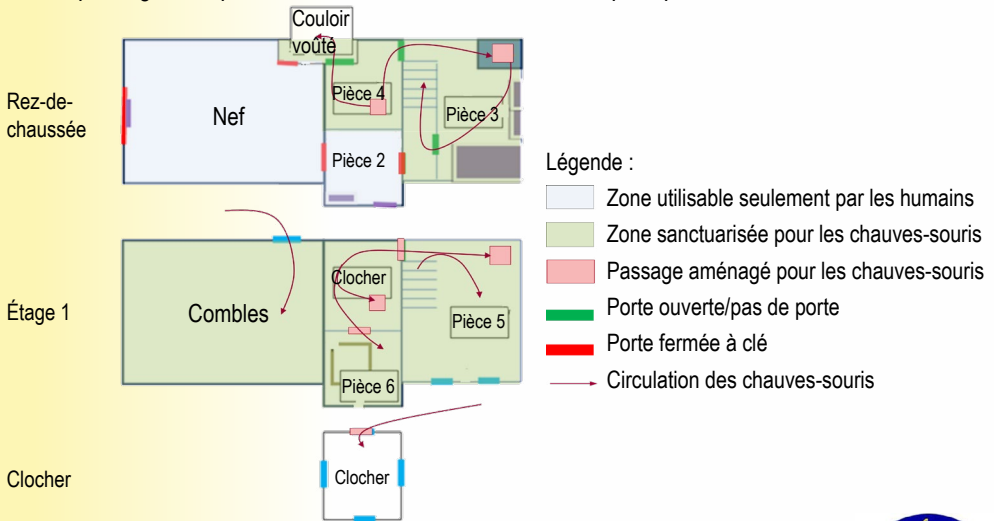 Couloir
voûté
Rez-de-
chaussée
Nef
Pièce 4
Pièce 3
Pièce 2
Légende :
Zone utilisable seulement par les humains
Zone sanctuarisée pour les chauves-souris
Passage aménagé pour les chauves-souris
Porte ouverte/pas de porte
Porte fermée à clé
Circulation des chauves-souris
Étage 1
Combles
Clocher
Pièce 5
Pièce 6
Clocher
Clocher